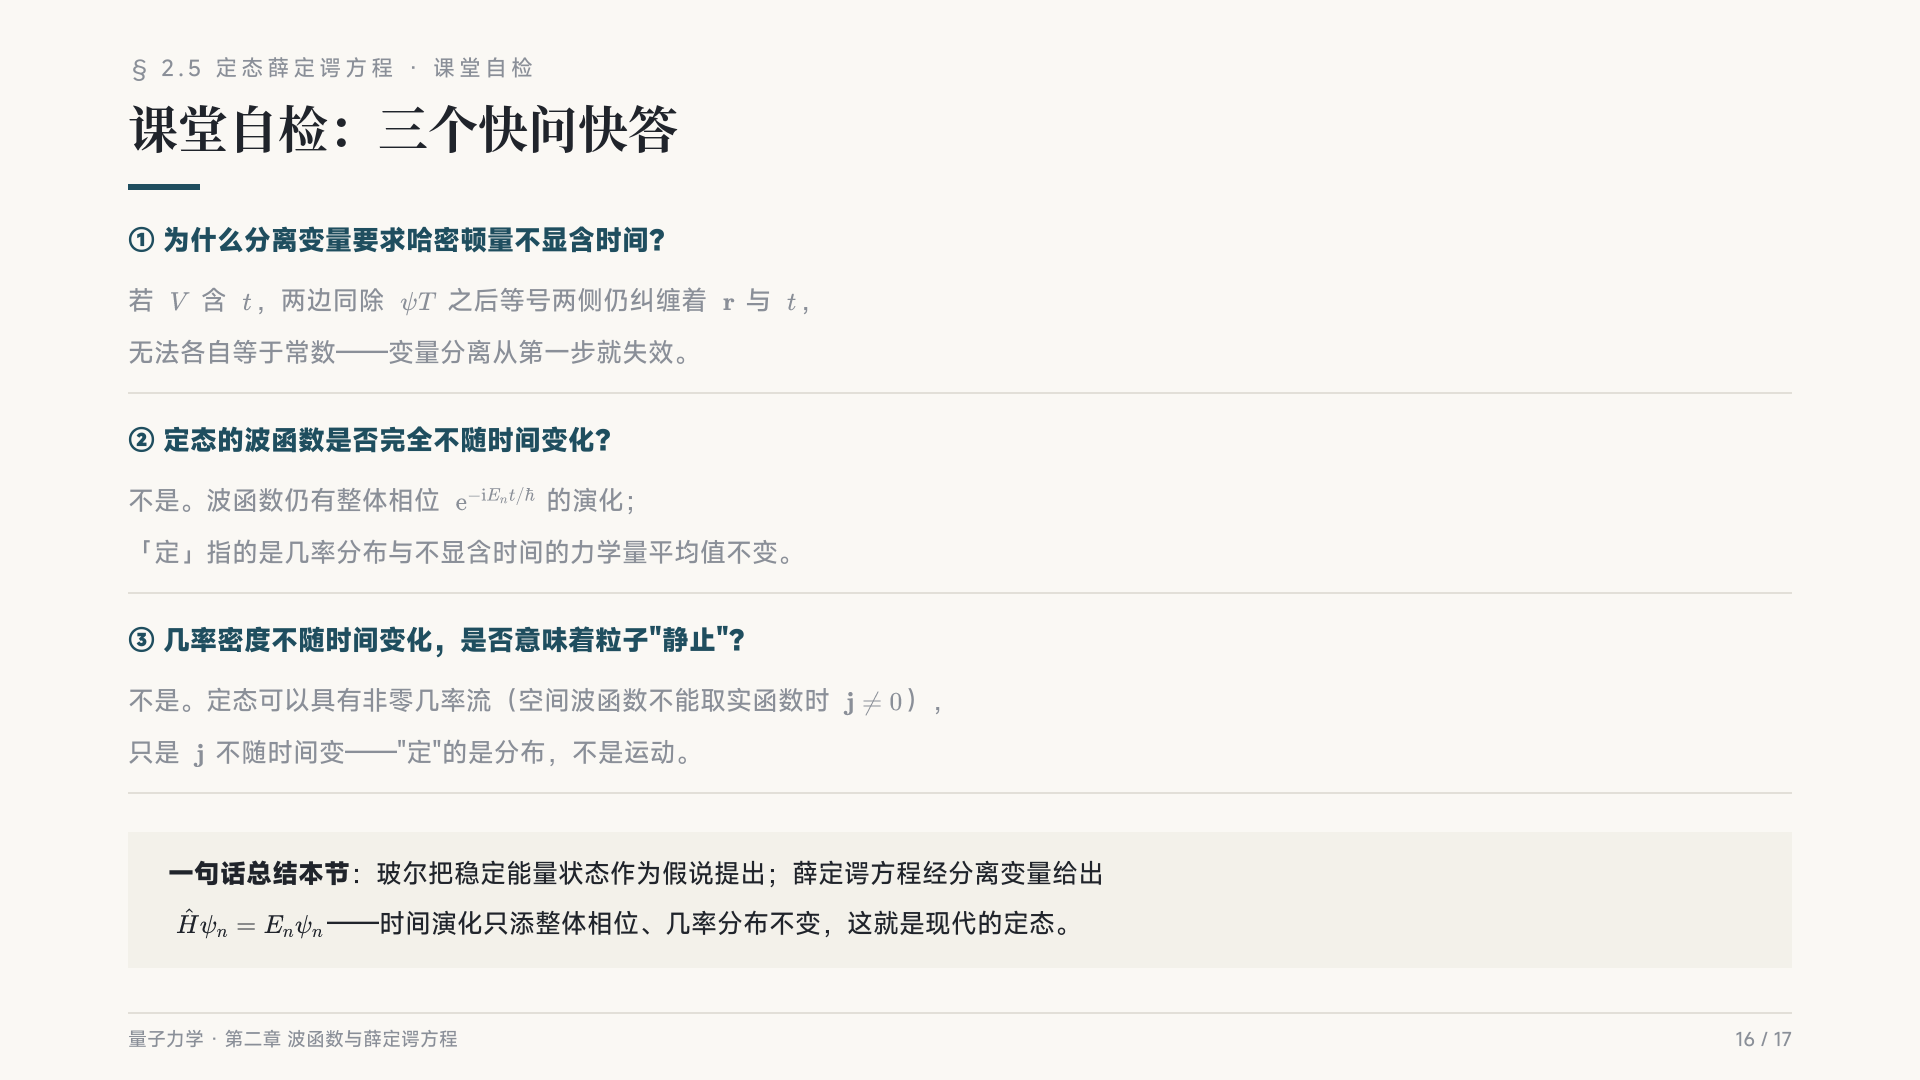 § 2.5 定态薛定谔方程 · 课堂自检
课堂自检：三个快问快答
① 为什么分离变量要求哈密顿量不显含时间？
若 V 含 t，两边同除 ψT 之后等号两侧仍纠缠着 r 与 t，
无法各自等于常数——变量分离从第一步就失效。
② 定态的波函数是否完全不随时间变化？
不是。波函数仍有整体相位 e^{−iE_n t/ħ} 的演化；
「定」指的是几率分布与不显含时间的力学量平均值不变。
③ 几率密度不随时间变化，是否意味着粒子"静止"？
不是。定态可以具有非零几率流（空间波函数不能取实函数时 j ≠ 0），
只是 j 不随时间变——"定"的是分布，不是运动。
一句话总结本节：玻尔把稳定能量状态作为假说提出；薛定谔方程经分离变量给出
Ĥψ_n = E_nψ_n——时间演化只添整体相位、几率分布不变，这就是现代的定态。
量子力学 · 第二章 波函数与薛定谔方程
16 / 17